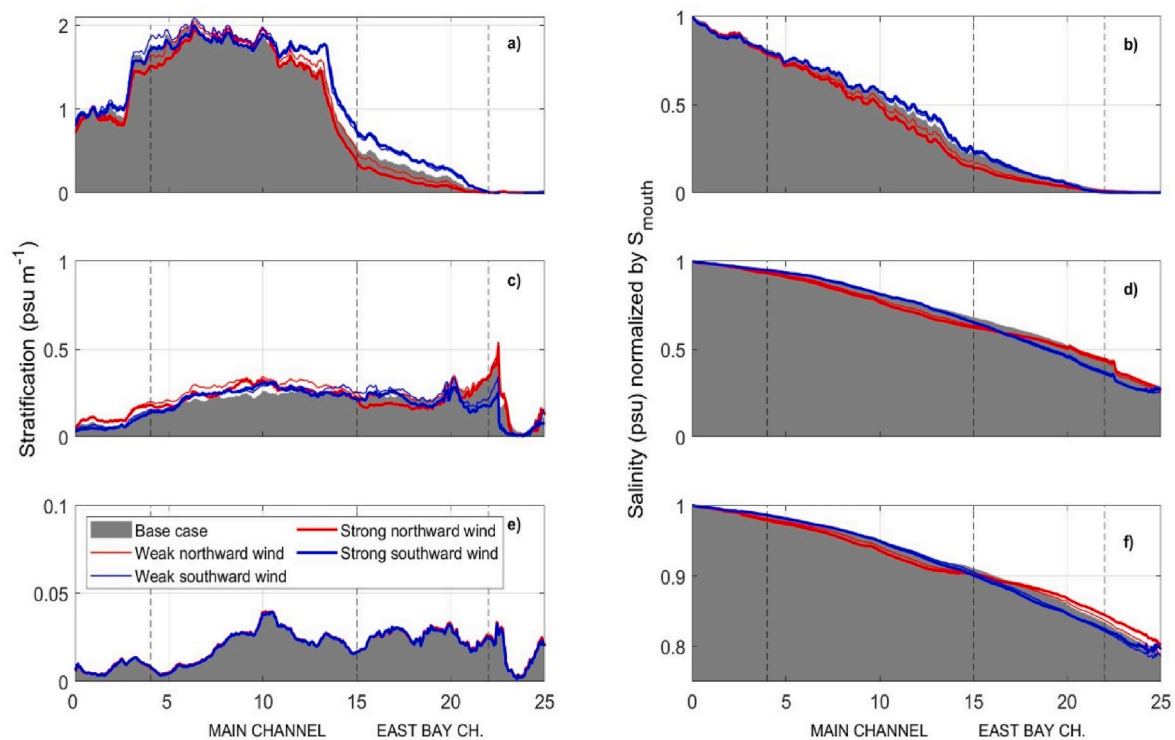 2
1
0
a)
1
0.5
0
b)
Stratification (psu m⁻¹)
1
0.5
0
c)
Salinity (psu) normalized by S_mouth
1
0.5
0
d)
0.1
0.05
0
e)
Base case
Weak northward wind
Weak southward wind
Strong northward wind
Strong southward wind
1
0.9
0.8
f)
0 5 10 15 20 25
MAIN CHANNEL EAST BAY CH.
0 5 10 15 20 25
MAIN CHANNEL EAST BAY CH.